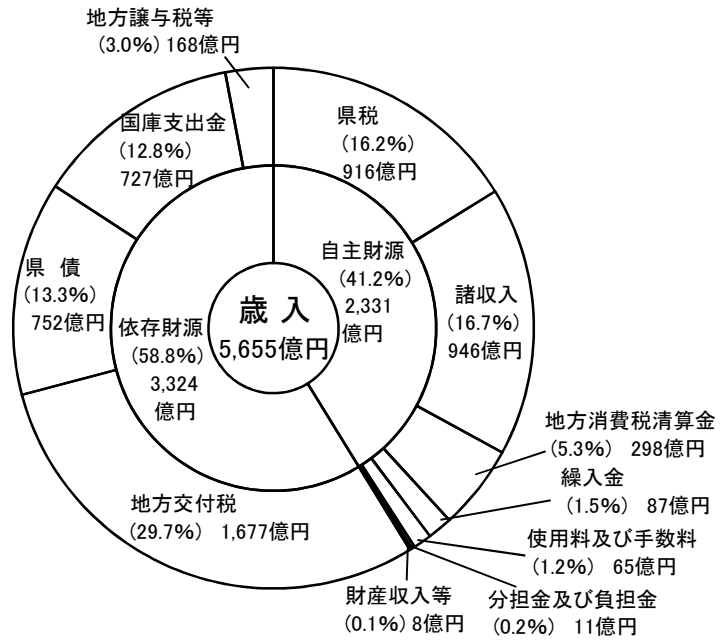 地方譲与税等
(3.0%) 168億円
国庫支出金
(12.8%)
727億円
県税
(16.2%)
916億円
県 債
(13.3%)
752億円
自主財源
(41.2%)
2,331
億円
諸収入
(16.7%)
946億円
歳 入
5,655億円
依存財源
(58.8%)
3,324
億円
地方消費税清算金
(5.3%) 298億円
繰入金
(1.5%) 87億円
地方交付税
(29.7%) 1,677億円
使用料及び手数料
(1.2%) 65億円
財産収入等
(0.1%) 8億円
分担金及び負担金
(0.2%) 11億円